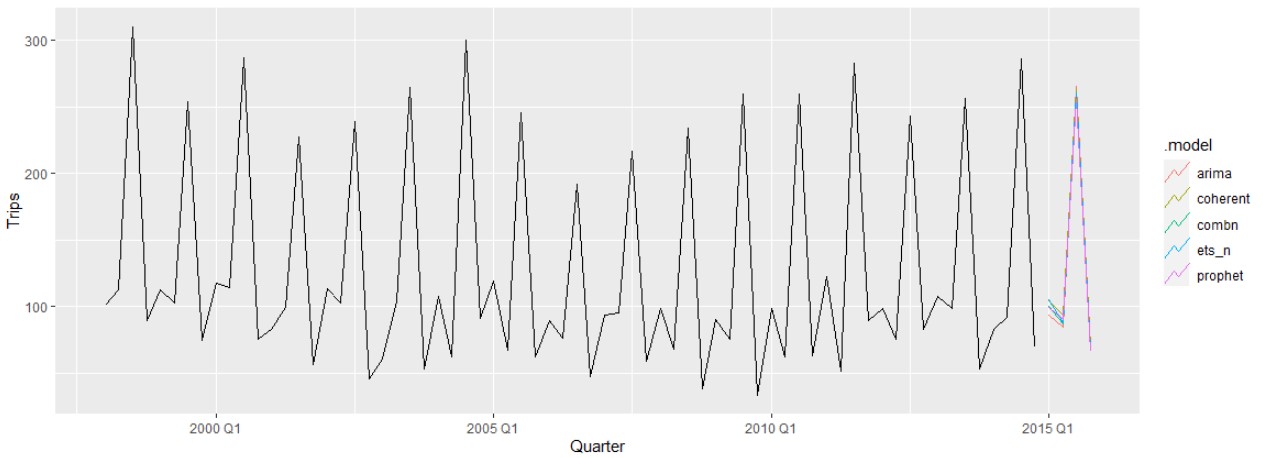 300
200
100
Trips
2000 Q1
2005 Q1
2010 Q1
2015 Q1
Quarter
.model
arima
coherent
combn
ets_n
prophet